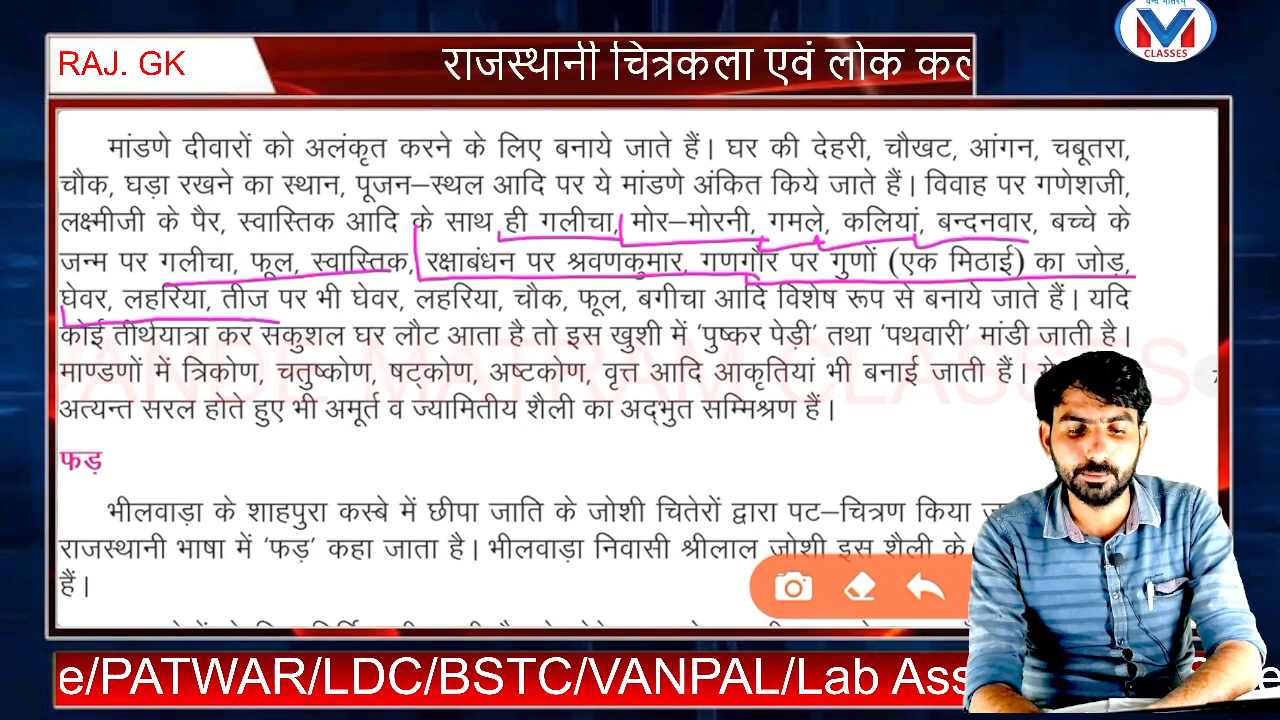 वन्दे मातरम्
CLASSES
RAJ. GK
राजस्थानी चित्रकला एवं लोक कल
मांडणे दीवारों को अलंकृत करने के लिए बनाये जाते हैं। घर की देहरी, चौखट, आंगन, चबूतरा,
चौक, घड़ा रखने का स्थान, पूजन–स्थल आदि पर ये मांडणे अंकित किये जाते हैं। विवाह पर गणेशजी,
लक्ष्मीजी के पैर, स्वास्तिक आदि के साथ ही गलीचा, मोर–मोरनी, गमले, कलियां, बन्दनवार, बच्चे के
जन्म पर गलीचा, फूल, स्वास्तिक, रक्षाबंधन पर श्रवणकुमार, गणगौर पर गुणों (एक मिठाई) का जोड़,
घेवर, लहरिया, तीज पर भी घेवर, लहरिया, चौक, फूल, बगीचा आदि विशेष रूप से बनाये जाते हैं। यदि
कोई तीर्थयात्रा कर सकुशल घर लौट आता है तो इस खुशी में 'पुष्कर पेड़ी' तथा 'पथवारी' मांडी जाती है।
माण्डणों में त्रिकोण, चतुष्कोण, षट्कोण, अष्टकोण, वृत्त आदि आकृतियां भी बनाई जाती हैं।
अत्यन्त सरल होते हुए भी अमूर्त व ज्यामितीय शैली का अद्भुत सम्मिश्रण हैं।
फड़
भीलवाड़ा के शाहपुरा कस्बे में छीपा जाति के जोशी चितेरों द्वारा पट–चित्रण किया
राजस्थानी भाषा में 'फड़' कहा जाता है। भीलवाड़ा निवासी श्रीलाल जोशी इस शैली के
हैं।
e/PATWAR/LDC/BSTC/VANPAL/Lab Ass